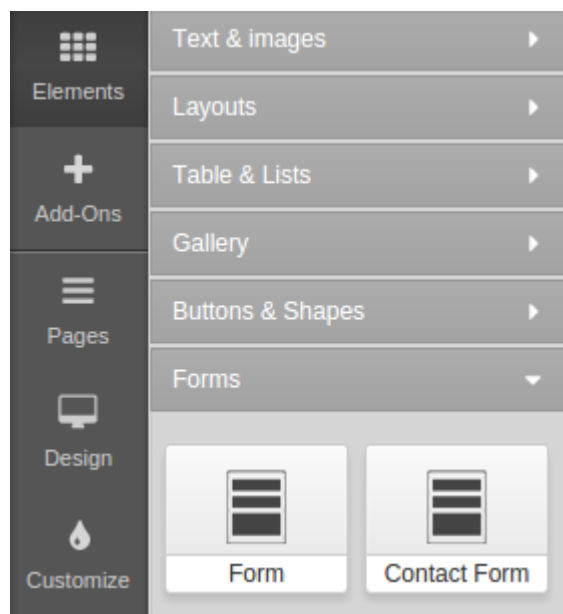 Elements
Add-Ons
Pages
Design
Customize
Text & images
Layouts
Table & Lists
Gallery
Buttons & Shapes
Forms
Form
Contact Form